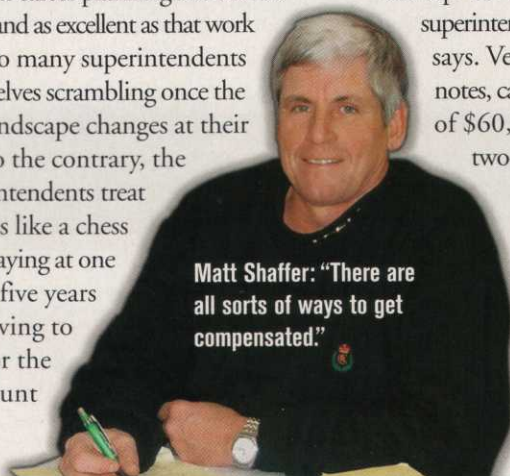 and as excellent as that work
o many superintendents
elves scrambling once the
ndscape changes at their
o the contrary, the
ntendents treat
s like a chess
aying at one
five years
ving to
r the
unt
Matt Shaffer: “There are
all sorts of ways to get
compensated.”
superinten
says. Ve
notes, ca
of $60,
two